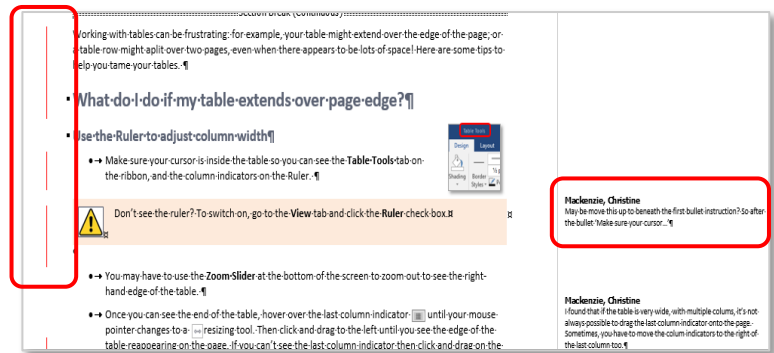 Section Break (Continuous)
Working with tables can be frustrating: for example, your table might extend over the edge of the page; or
a table row might aplit over two pages, even when there appears to be lots of space! Here are some tips to
help you tame your tables. ¶
What do I do if my table extends over page edge?¶
Use the Ruler to adjust column width¶
Make sure your cursor is inside the table so you can see the Table Tools tab on
the ribbon, and the column indicators on the Ruler. ¶
Table Tools
Design Layout
Shading Border Styles
Don't see the ruler? To switch on, go to the View tab and click the Ruler check box.¤
Mackenzie, Christine
May be move this up to beneath the first bullet instruction? So after
the bullet 'Make sure your cursor...'¶
You may have to use the Zoom Slider at the bottom of the screen to zoom out to see the right-
hand edge of the table. ¶
Once you can see the end of the table, hover over the last column indicator until your mouse
pointer changes to a resizing tool. Then click and drag to the left until you see the edge of the
table reappearing on the page. If you can't see the last column indicator then click and drag on the
Mackenzie, Christine
I found that if the table is very wide, with multiple colums, it's not
always possible to drag the last column indicator onto the page.
Sometimes, you have to move the colum indicators to the right of
the last column too.¶